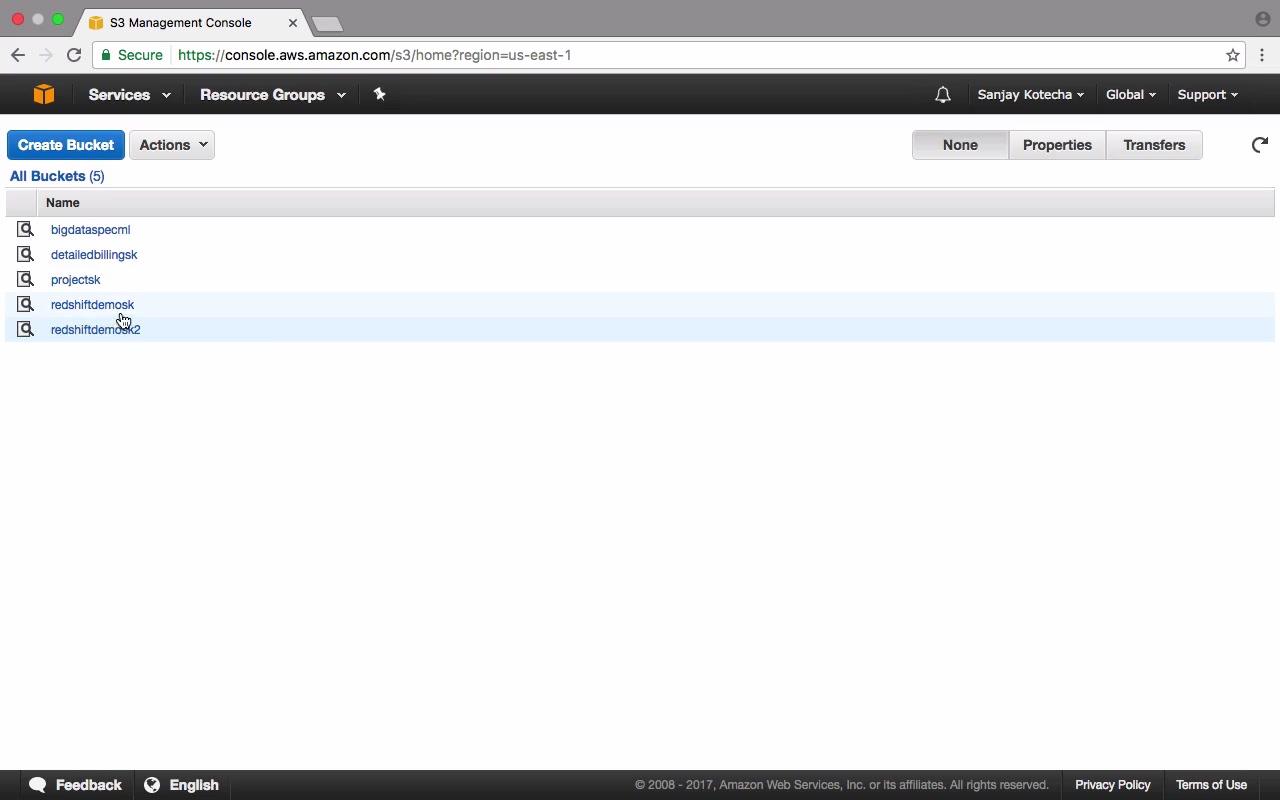 S3 Management Console
Secure https://console.aws.amazon.com/s3/home?region=us-east-1
Services Resource Groups Sanjay Kotecha Global Support
Create Bucket Actions None Properties Transfers
All Buckets (5)
Name
bigdataspecml
detailedbillingsk
projectsk
redshiftdemosk
redshiftdemosk2
Feedback English © 2008 - 2017, Amazon Web Services, Inc. or its affiliates. All rights reserved. Privacy Policy Terms of Use